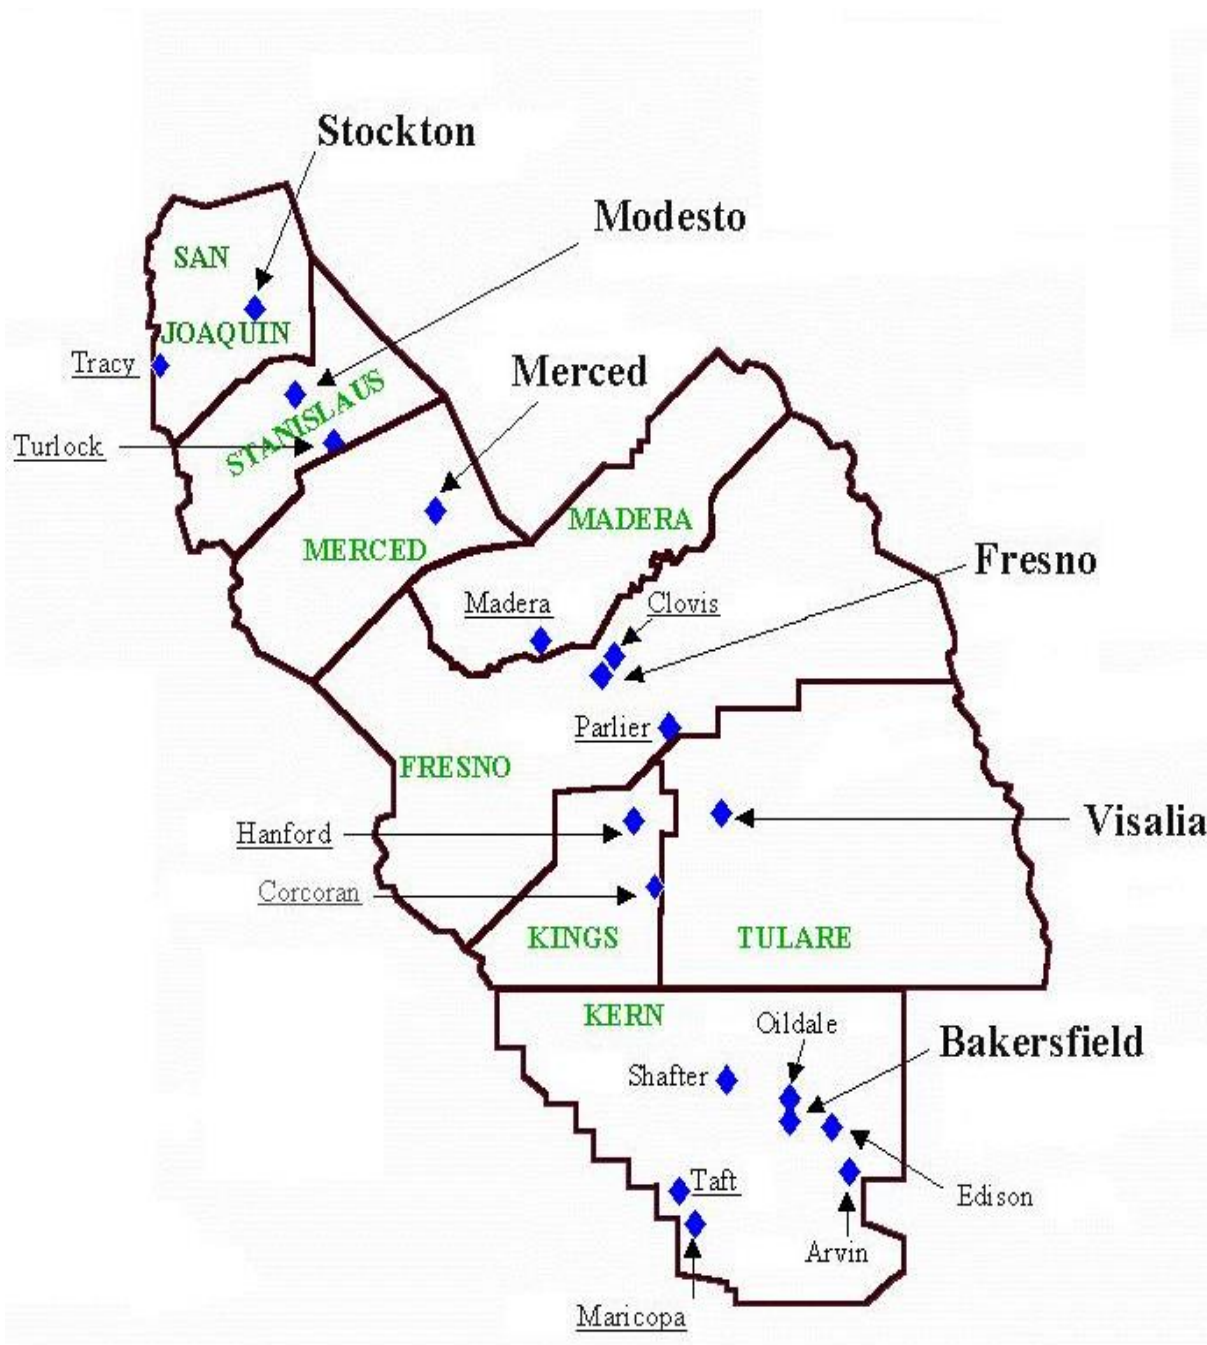 Stockton
Modesto
SAN
JOAQUIN
Tracy
Merced
STANISLAUS
Turlock
MADERA
MERCED
Fresno
Madera
Clovis
Parlier
FRESNO
Visalia
Hanford
Corcoran
KINGS
TULARE
KERN
Oildale
Bakersfield
Shafter
Taft
Edison
Arvin
Maricopa